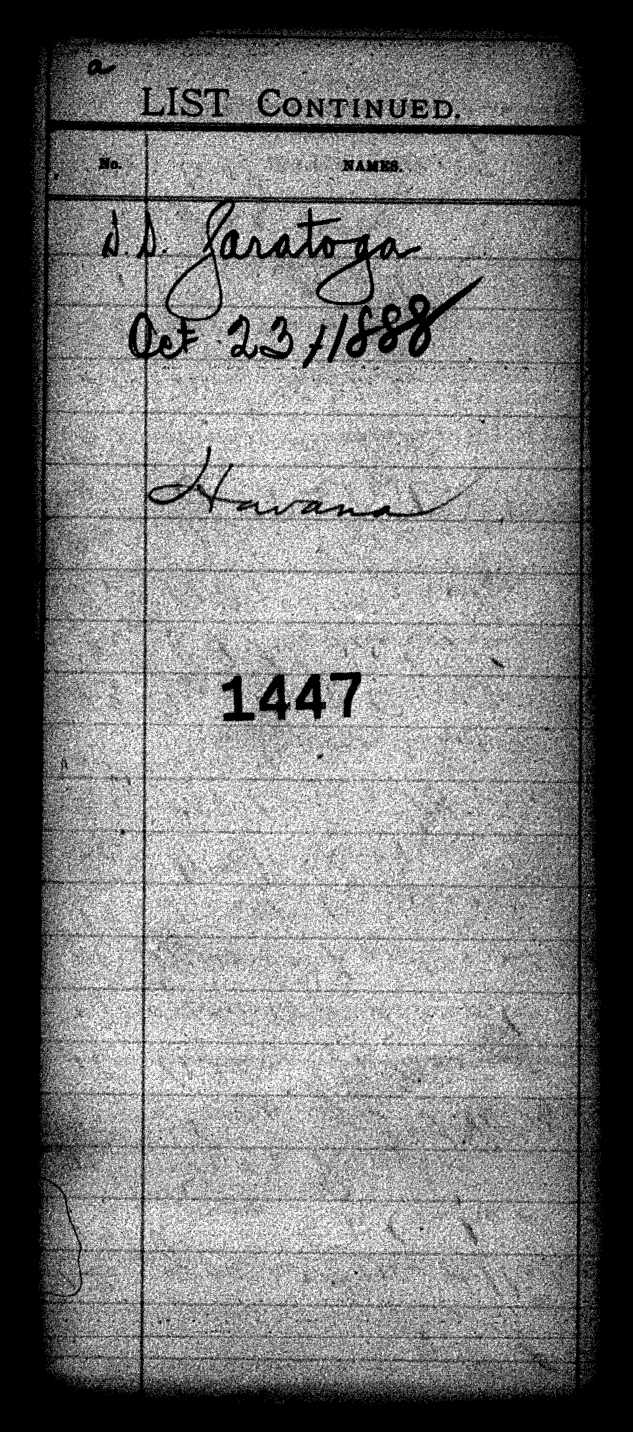 a
LIST CONTINUED.
No. NAMES.
S.S. Saratoga
Oct 23/1888
Havana
1447